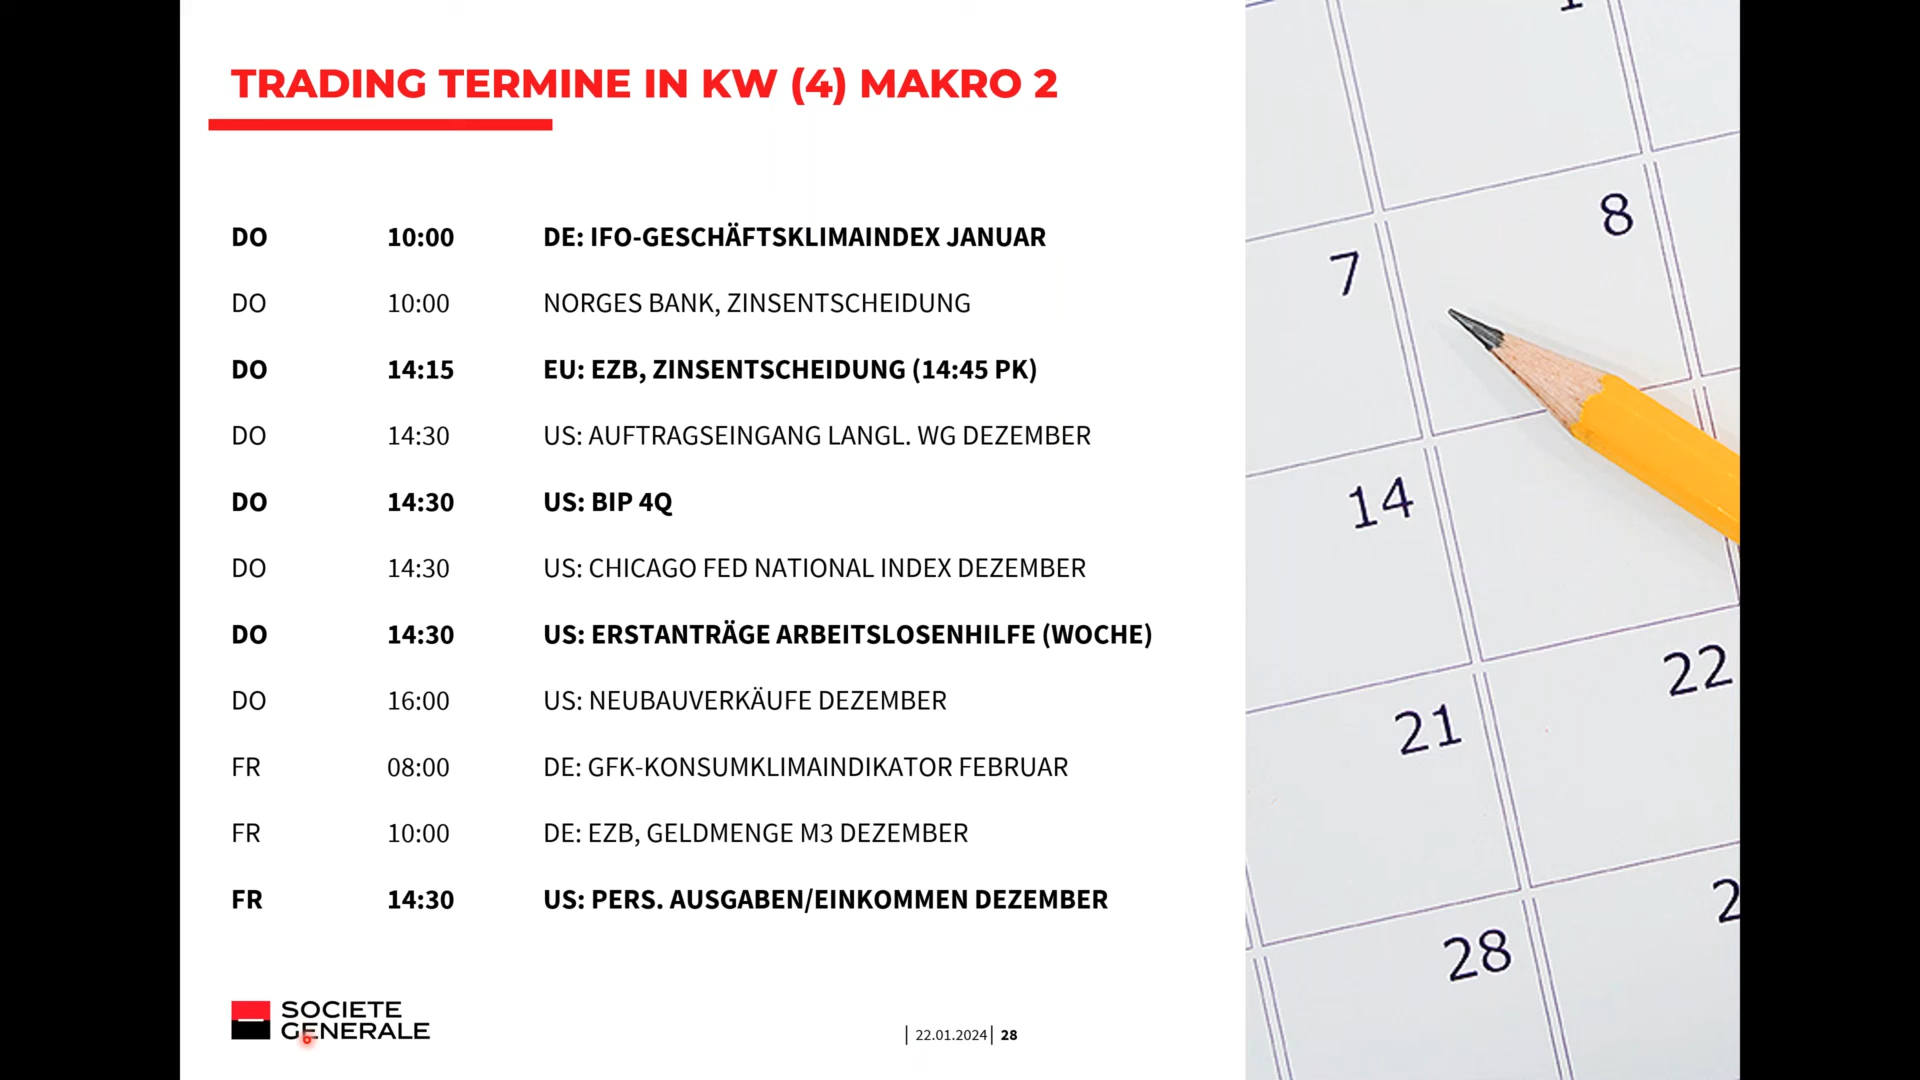 TRADING TERMINE IN KW (4) MAKRO 2
DO 10:00 DE: IFO-GESCHÄFTSKLIMAINDEX JANUAR
DO 10:00 NORGES BANK, ZINSENTSCHEIDUNG
DO 14:15 EU: EZB, ZINSENTSCHEIDUNG (14:45 PK)
DO 14:30 US: AUFTRAGSEINGANG LANGL. WG DEZEMBER
DO 14:30 US: BIP 4Q
DO 14:30 US: CHICAGO FED NATIONAL INDEX DEZEMBER
DO 14:30 US: ERSTANTRÄGE ARBEITSLOSENHILFE (WOCHE)
DO 16:00 US: NEUBAUVERKÄUFE DEZEMBER
FR 08:00 DE: GFK-KONSUMKLIMAINDIKATOR FEBRUAR
FR 10:00 DE: EZB, GELDMENGE M3 DEZEMBER
FR 14:30 US: PERS. AUSGABEN/EINKOMMEN DEZEMBER
SOCIETE
GENERALE
| 22.01.2024 | 28
7 8
14
21 22
28